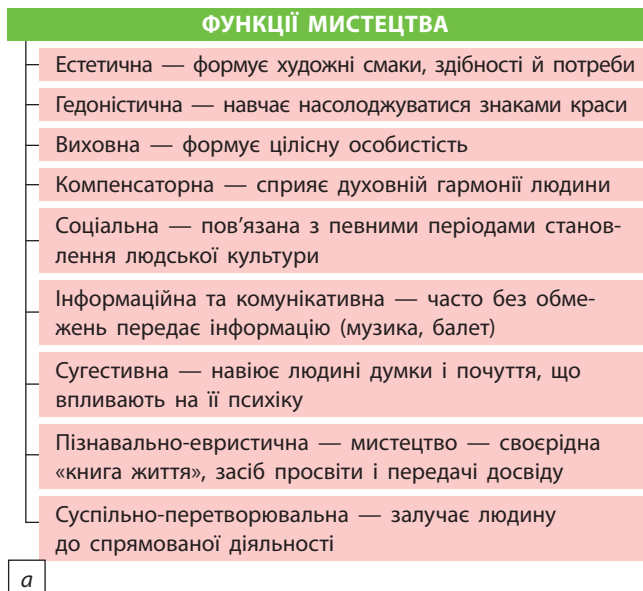 ФУНКЦІЇ МИСТЕЦТВА
Естетична — формує художні смаки, здібності й потреби
Гедоністична — навчає насолоджуватися знаками краси
Виховна — формує цілісну особистість
Компенсаторна — сприяє духовній гармонії людини
Соціальна — пов’язана з певними періодами станов-
лення людської культури
Інформаційна та комунікативна — часто без обме-
жень передає інформацію (музика, балет)
Сугестивна — навіює людині думки і почуття, що
впливають на її психіку
Пізнавально-евристична — мистецтво — своєрідна
«книга життя», засіб просвіти і передачі досвіду
Суспільно-перетворювальна — залучає людину
до спрямованої діяльності
а